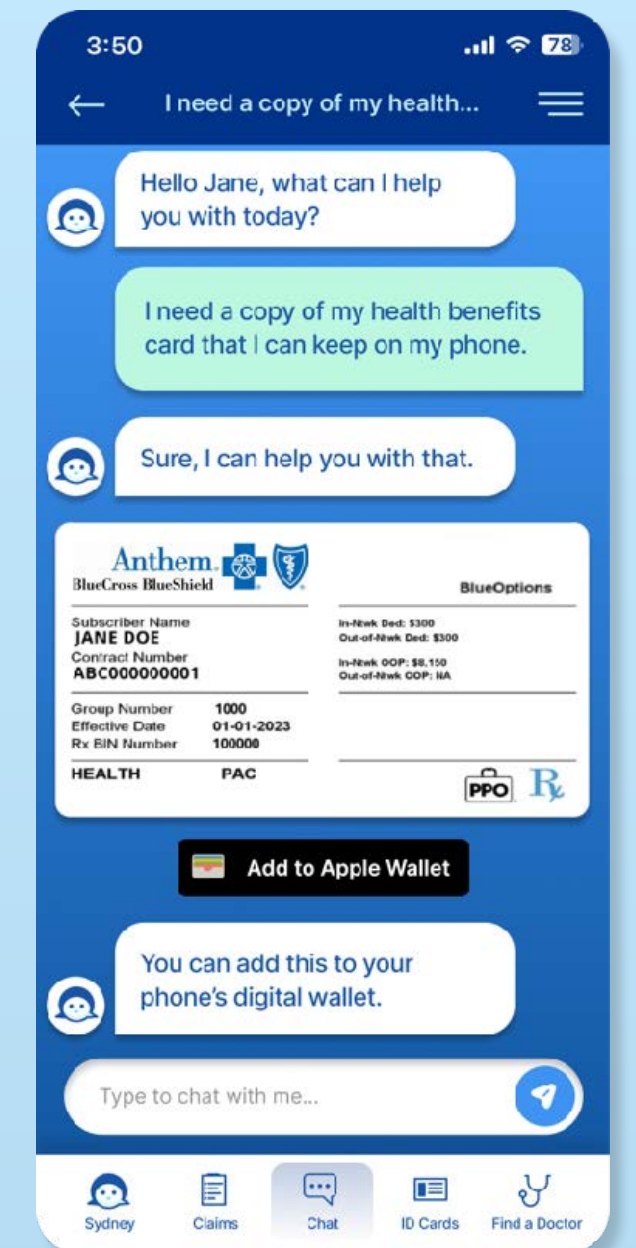 3:50
78
I need a copy of my health...
Hello Jane, what can I help
you with today?
I need a copy of my health benefits
card that I can keep on my phone.
Sure, I can help you with that.
Anthem
BlueCross BlueShield
BlueOptions
Subscriber Name
JANE DOE
Contract Number
ABC000000001
In-Nwk Ded: $300
Out-of-Nwk Ded: $300
In-Nwk OOP: $8,150
Out-of-Nwk OOP: NA
Group Number 1000
Effective Date 01-01-2023
Rx BIN Number 100000
HEALTH PAC
PPO Rx
Add to Apple Wallet
You can add this to your
phone's digital wallet.
Type to chat with me...
Sydney Claims Chat ID Cards Find a Doctor